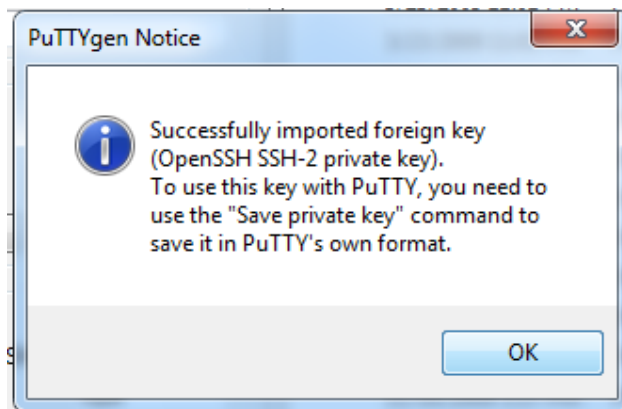 PuTTYgen Notice
Successfully imported foreign key
(OpenSSH SSH-2 private key).
To use this key with PuTTY, you need to
use the "Save private key" command to
save it in PuTTY's own format.
OK